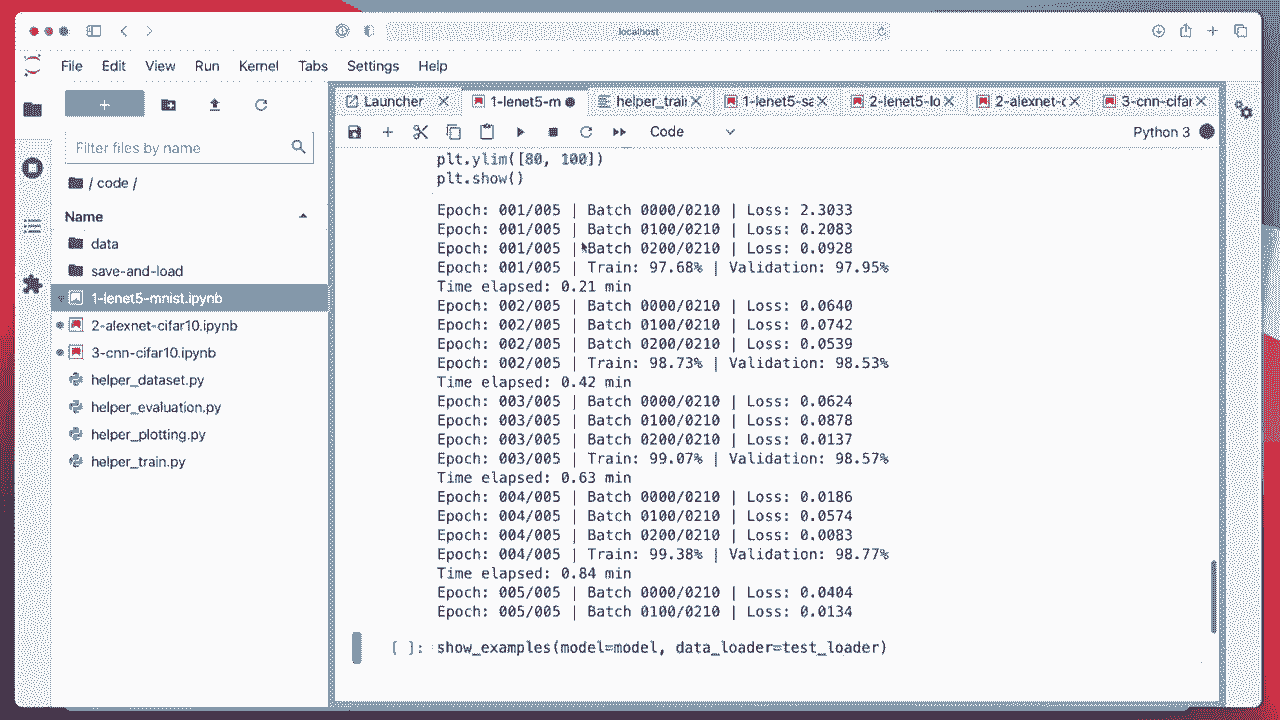 localhost
File Edit View Run Kernel Tabs Settings Help
Launcher
1-lenet5-m
helper_train
1-lenet5-sa
2-lenet5-lo
2-alexnet-c
3-cnn-cifar
Code
Python 3
Filter files by name
/ code /
Name
data
save-and-load
1-lenet5-mnist.ipynb
2-alexnet-cifar10.ipynb
3-cnn-cifar10.ipynb
helper_dataset.py
helper_evaluation.py
helper_plotting.py
helper_train.py
plt.ylim([80, 100])
plt.show()
Epoch: 001/005 | Batch 0000/0210 | Loss: 2.3033
Epoch: 001/005 | Batch 0100/0210 | Loss: 0.2083
Epoch: 001/005 | Batch 0200/0210 | Loss: 0.0928
Epoch: 001/005 | Train: 97.68% | Validation: 97.95%
Time elapsed: 0.21 min
Epoch: 002/005 | Batch 0000/0210 | Loss: 0.0640
Epoch: 002/005 | Batch 0100/0210 | Loss: 0.0742
Epoch: 002/005 | Batch 0200/0210 | Loss: 0.0539
Epoch: 002/005 | Train: 98.73% | Validation: 98.53%
Time elapsed: 0.42 min
Epoch: 003/005 | Batch 0000/0210 | Loss: 0.0624
Epoch: 003/005 | Batch 0100/0210 | Loss: 0.0878
Epoch: 003/005 | Batch 0200/0210 | Loss: 0.0137
Epoch: 003/005 | Train: 99.07% | Validation: 98.57%
Time elapsed: 0.63 min
Epoch: 004/005 | Batch 0000/0210 | Loss: 0.0186
Epoch: 004/005 | Batch 0100/0210 | Loss: 0.0574
Epoch: 004/005 | Batch 0200/0210 | Loss: 0.0083
Epoch: 004/005 | Train: 99.38% | Validation: 98.77%
Time elapsed: 0.84 min
Epoch: 005/005 | Batch 0000/0210 | Loss: 0.0404
Epoch: 005/005 | Batch 0100/0210 | Loss: 0.0134
[ ]: show_examples(model=model, data_loader=test_loader)